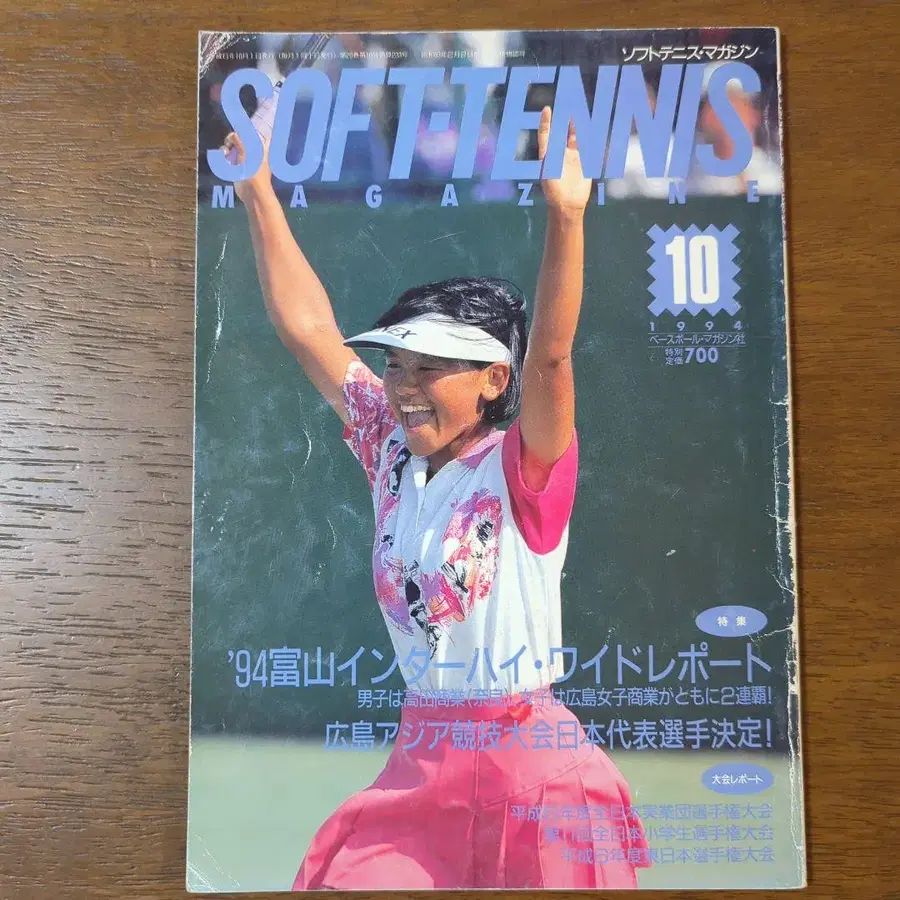 ソフトテニス・マガジン
SOFT・TENNIS
MAGAZINE
10
1994
ベースボール・マガジン社
特別
定価700
NEX
特集
'94富山インターハイ・ワイドレポート
男子は高田商業(奈良)、女子は広島女子商業がともに2連覇!
広島アジア競技大会日本代表選手決定!
大会レポート
平成6年度全日本実業団選手権大会
第11回全日本小学生選手権大会
平成6年度東日本選手権大会